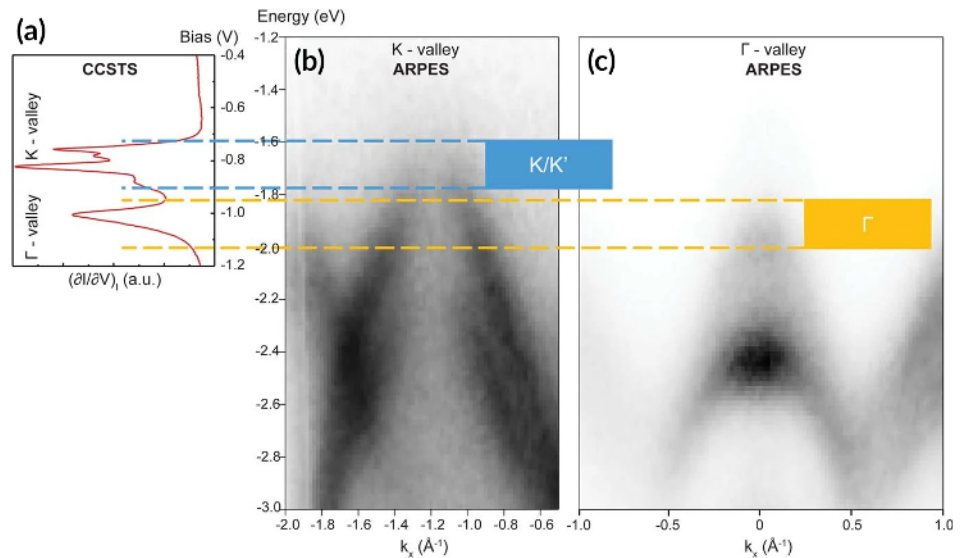 (a)
Bias (V)
CCSTS
K - valley
Γ - valley
-0.4
-0.6
-0.8
-1.0
-1.2
(∂I/∂V)I (a.u.)
Energy (eV)
(b)
K - valley
ARPES
-1.2
-1.4
-1.6
-1.8
-2.0
-2.2
-2.4
-2.6
-2.8
-3.0
-2.0 -1.8 -1.6 -1.4 -1.2 -1.0 -0.8 -0.6
kx (Å-1)
K/K'
(c)
Γ - valley
ARPES
Γ
-1.0 -0.5 0 0.5 1.0
kx (Å-1)